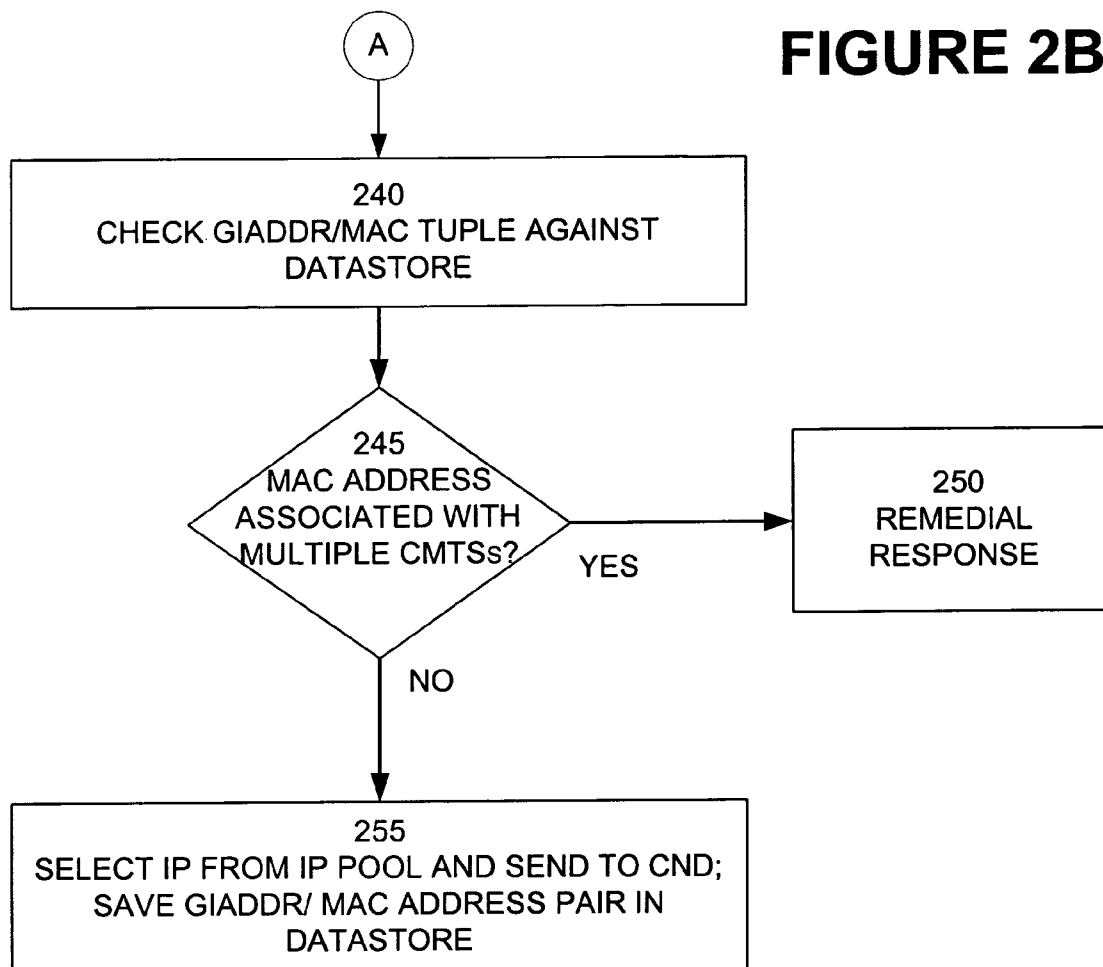 A
FIGURE 2B
240
CHECK GIADDR/MAC TUPLE AGAINST
DATASTORE
245
MAC ADDRESS
ASSOCIATED WITH
MULTIPLE CMTSs?
YES
250
REMEDIAL
RESPONSE
NO
255
SELECT IP FROM IP POOL AND SEND TO CND;
SAVE GIADDR/ MAC ADDRESS PAIR IN
DATASTORE